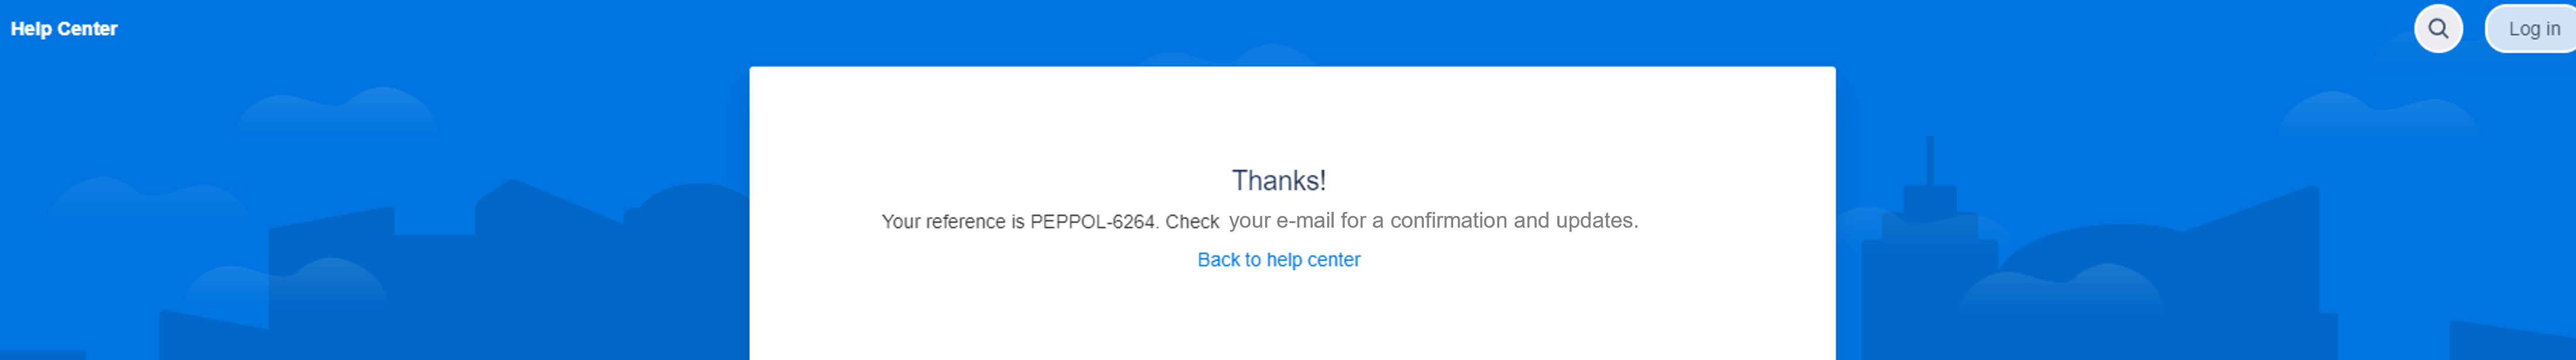 Help Center
Log in
Thanks!
Your reference is PEPPOL-6264. Check your e-mail for a confirmation and updates.
Back to help center